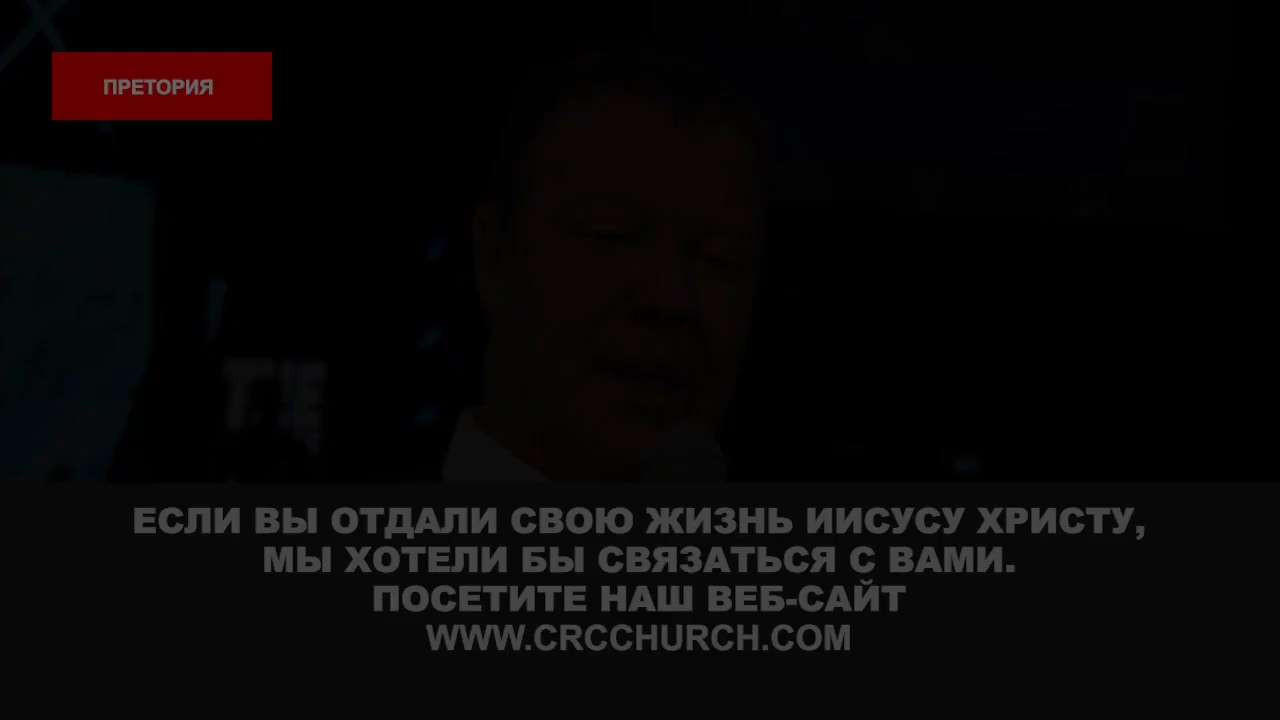 ПРЕТОРИЯ
ЕСЛИ ВЫ ОТДАЛИ СВОЮ ЖИЗНЬ ИИСУСУ ХРИСТУ,
МЫ ХОТЕЛИ БЫ СВЯЗАТЬСЯ С ВАМИ.
ПОСЕТИТЕ НАШ ВЕБ-САЙТ
WWW.CRCCHURCH.COM